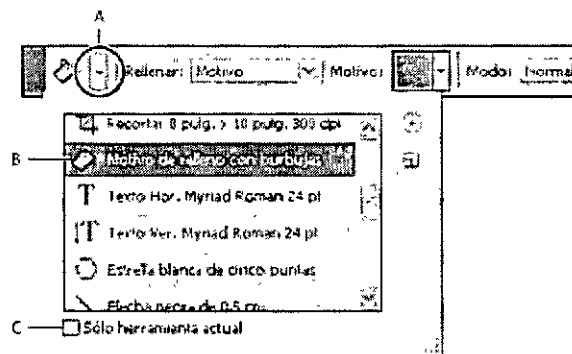 A
Rellenar: Motivo Motivo: Modo: Normal
Recortar 8 pulg. x 10 pulg. 300 dpi
B
Motivo de relleno con burbujas
Texto Hor. Myriad Roman 24 pt
Texto Ver. Myriad Roman 24 pt
Estrella blanca de cinco puntas
Flecha negra de 0,5 cm
C
Sólo herramienta actual